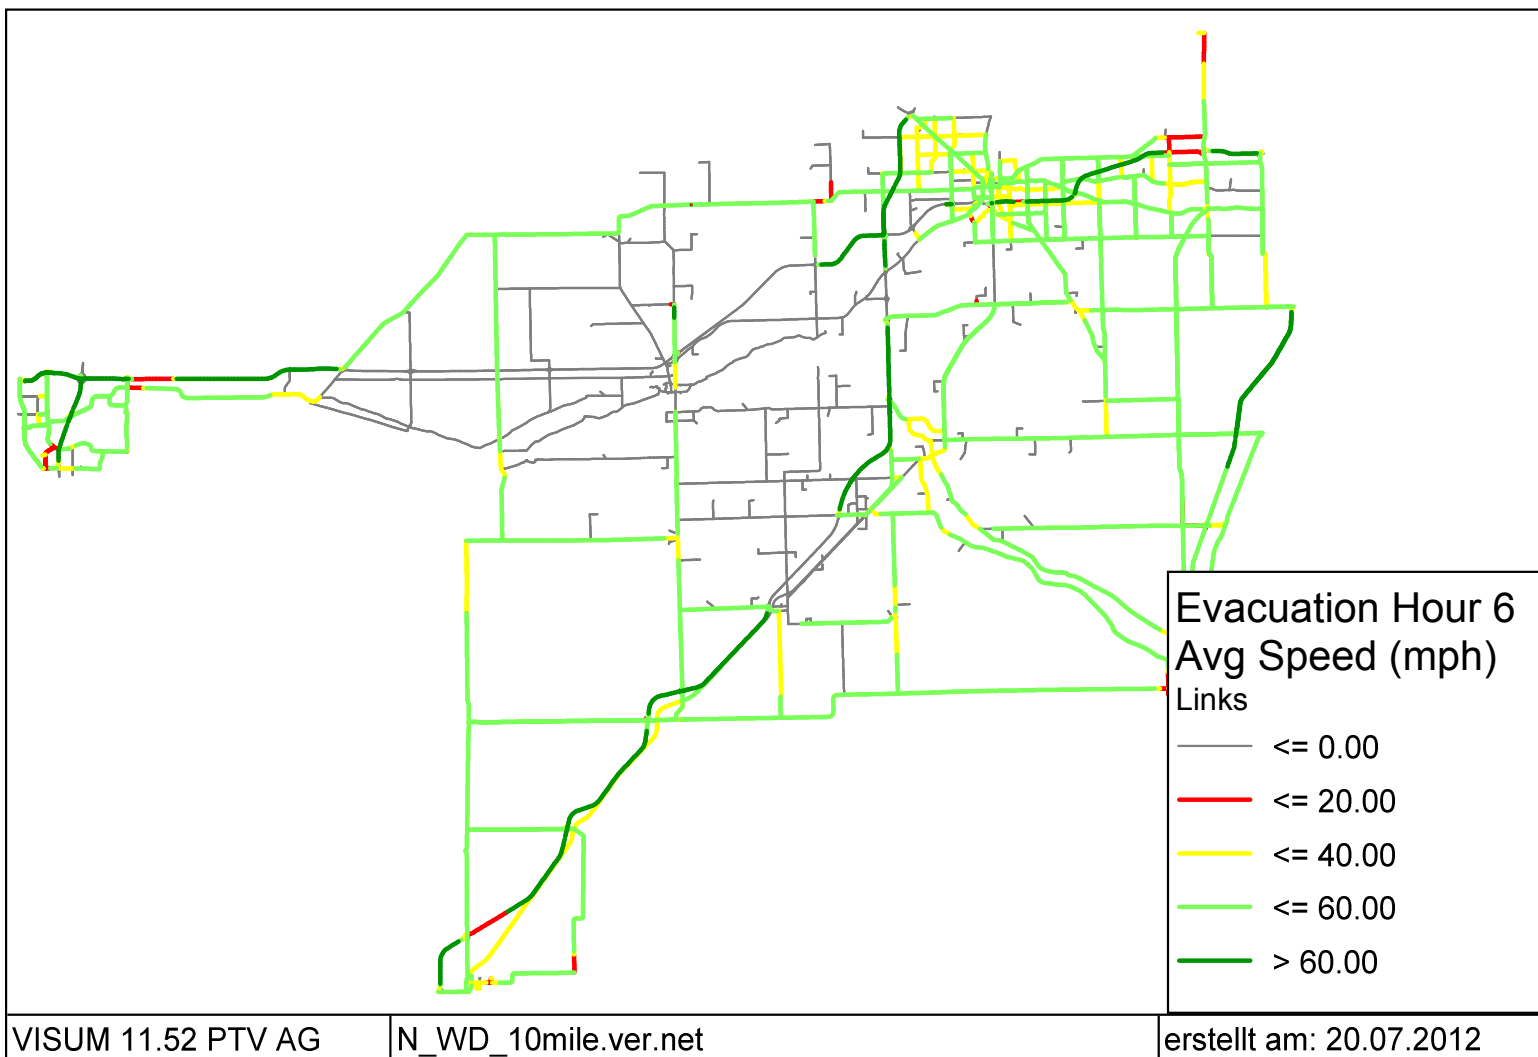 Evacuation Hour 6
Avg Speed (mph)
Links
<= 0.00
<= 20.00
<= 40.00
<= 60.00
> 60.00
VISUM 11.52 PTV AG
N_WD_10mile.ver.net
erstellt am: 20.07.2012